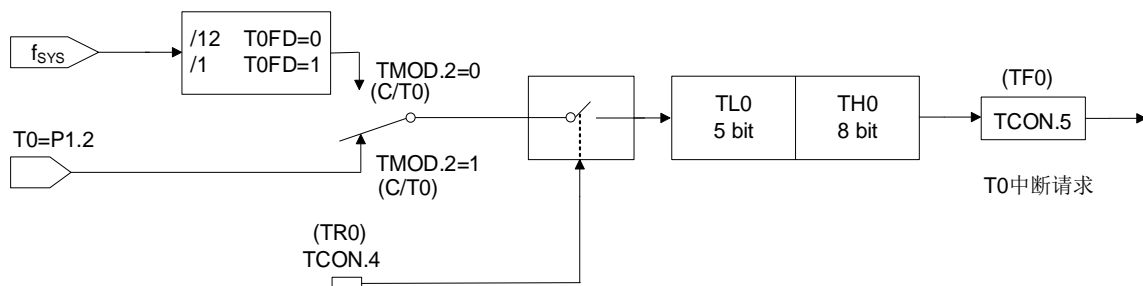 f_SYS
/12 T0FD=0
/1 T0FD=1
TMOD.2=0
(C/T0)
T0=P1.2
TMOD.2=1
(C/T0)
(TR0)
TCON.4
TL0
5 bit
TH0
8 bit
(TF0)
TCON.5
T0中断请求